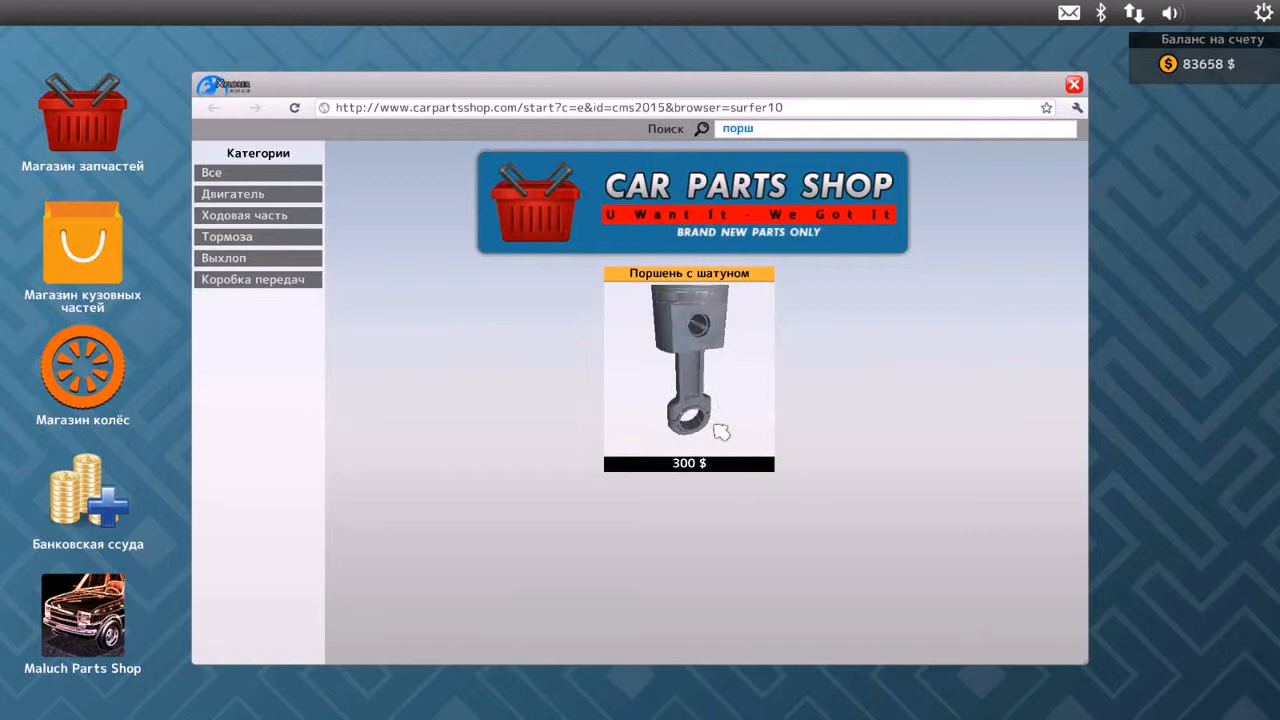 Баланс на счету
83658 $
XPLORER
http://www.carpartsshop.com/start?c=e&id=cms2015&browser=surfer10
Поиск
порш
Категории
Все
Двигатель
Ходовая часть
Тормоза
Выхлоп
Коробка передач
CAR PARTS SHOP
U Want It - We Got It
BRAND NEW PARTS ONLY
Поршень с шатуном
300 $
Магазин запчастей
Магазин кузовных
частей
Магазин колёс
Банковская ссуда
Maluch Parts Shop